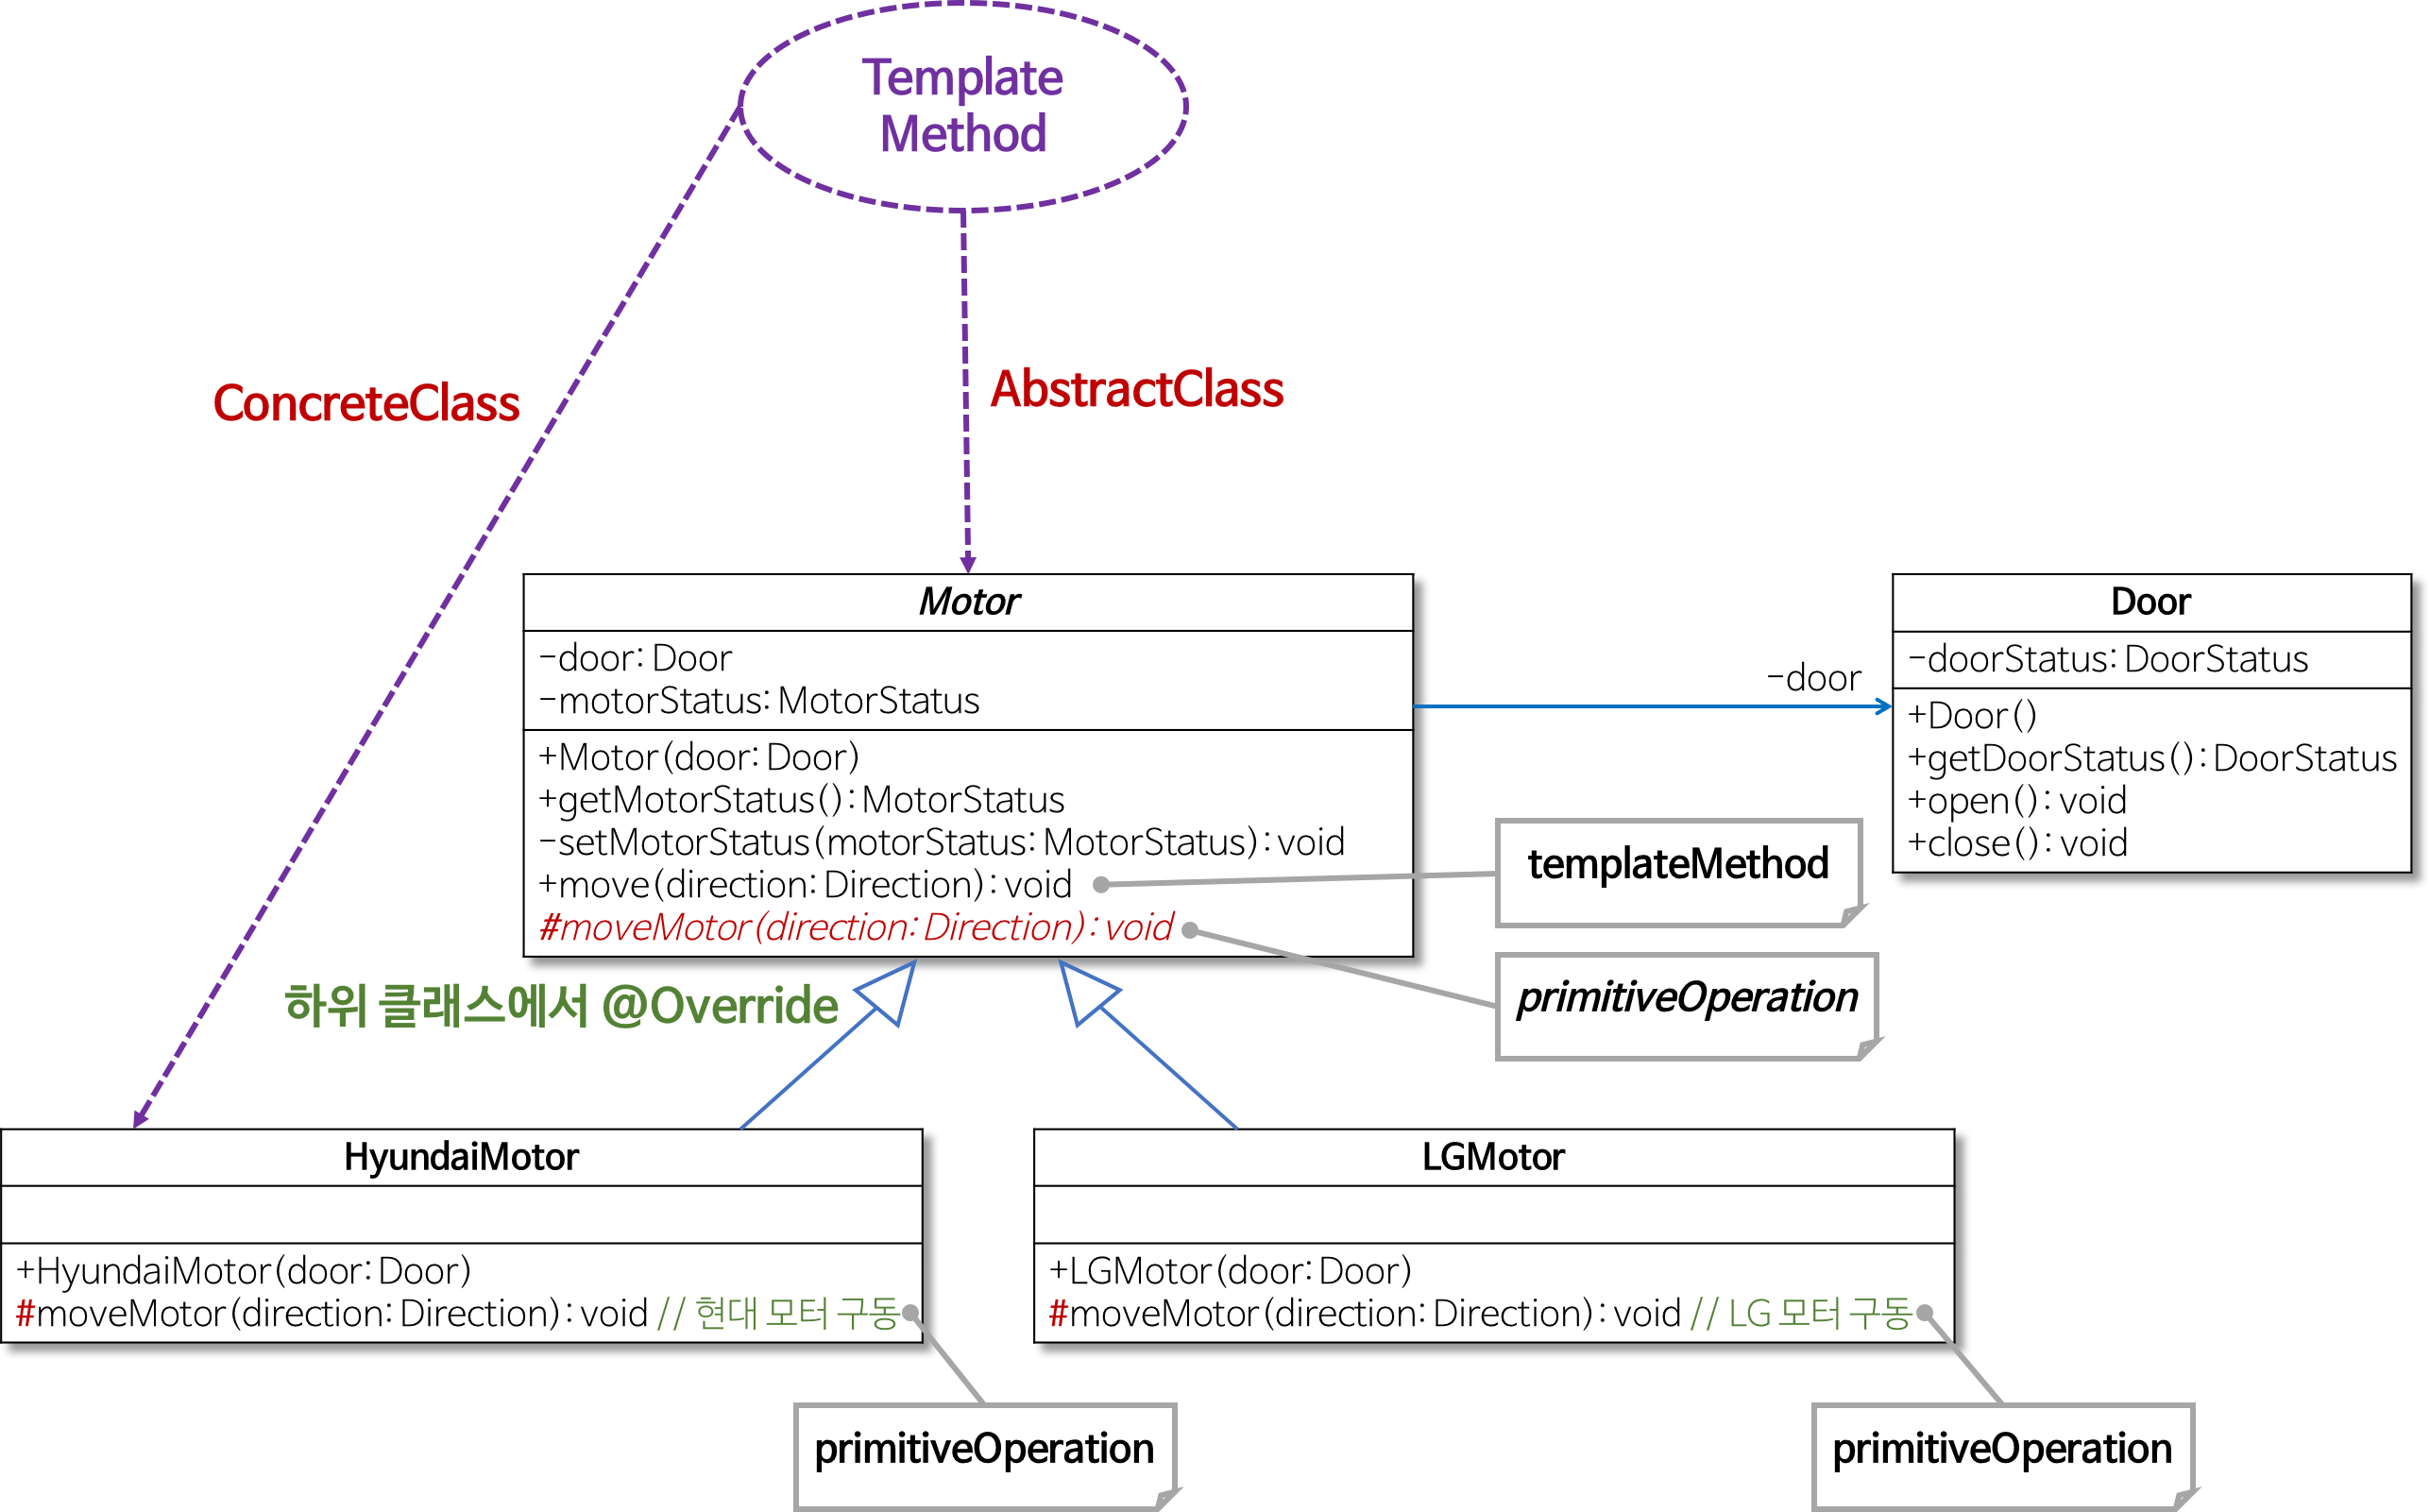 Template
Method
ConcreteClass
AbstractClass
Motor
-door: Door
-motorStatus: MotorStatus
+Motor(door: Door)
+getMotorStatus(): MotorStatus
-setMotorStatus(motorStatus: MotorStatus): void
+move(direction: Direction): void
#moveMotor(direction: Direction): void
-door
Door
-doorStatus: DoorStatus
+Door()
+getDoorStatus(): DoorStatus
+open(): void
+close(): void
templateMethod
primitiveOperation
하위 클래스에서 @Override
HyundaiMotor
+HyundaiMotor(door: Door)
#moveMotor(direction: Direction): void // 현대 모터 구동
LGMotor
+LGMotor(door: Door)
#moveMotor(direction: Direction): void // LG 모터 구동
primitiveOperation
primitiveOperation